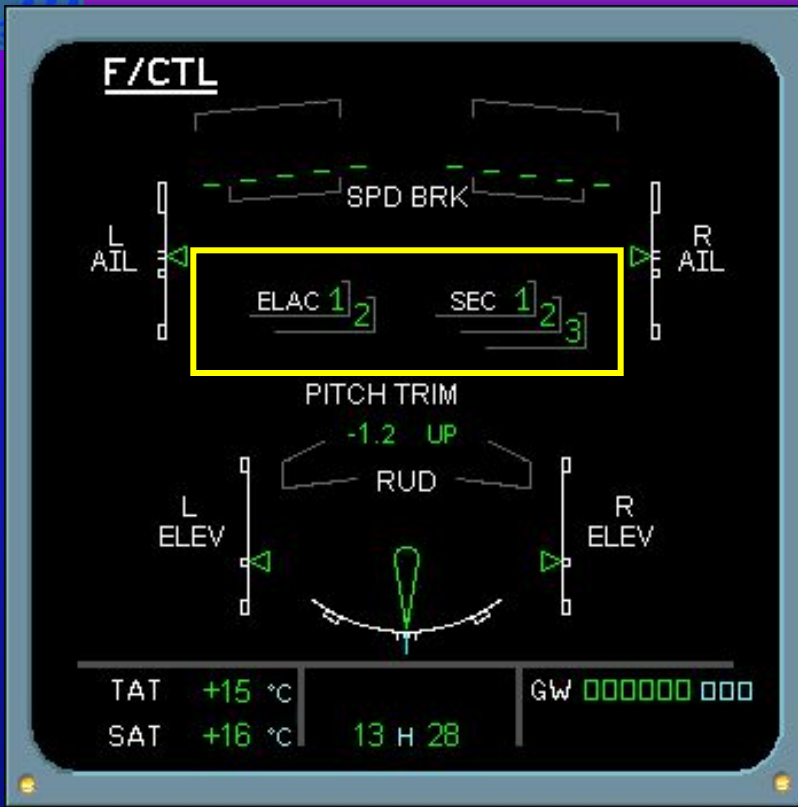 F/CTL
SPD BRK
L
AIL
R
AIL
ELAC 1 2
SEC 1 2 3
PITCH TRIM
-1.2 UP
RUD
L
ELEV
R
ELEV
TAT +15 °C
GW
SAT +16 °C
13 H 28